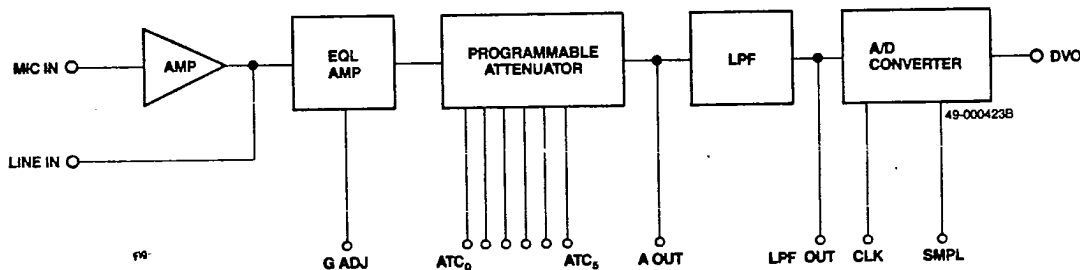 MIC IN
AMP
EQL
AMP
PROGRAMMABLE
ATTENUATOR
LPF
A/D
CONVERTER
DVO
49-000423B
LINE IN
G ADJ
ATC₀
ATC₅
A OUT
LPF OUT
CLK
SMPL